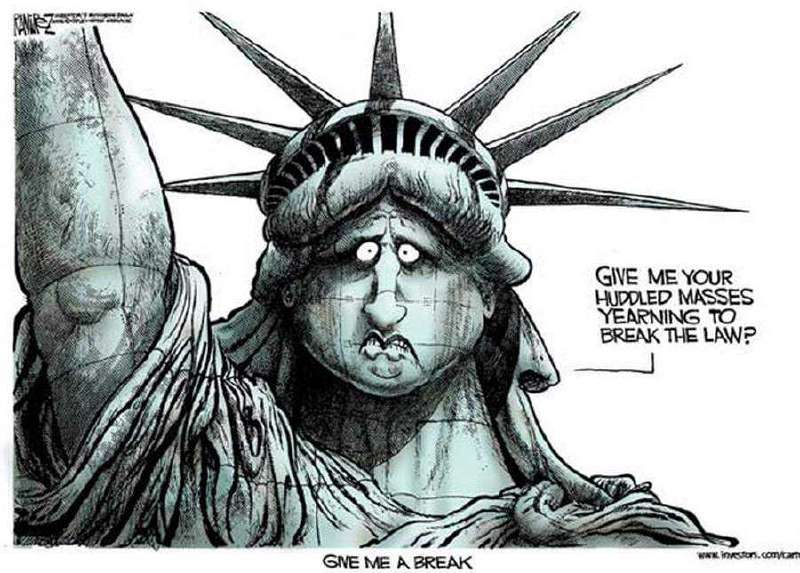 RAMIREZ
GIVE ME YOUR
HUDDLED MASSES
YEARNING TO
BREAK THE LAW?
GIVE ME A BREAK
www.investors.com/cart